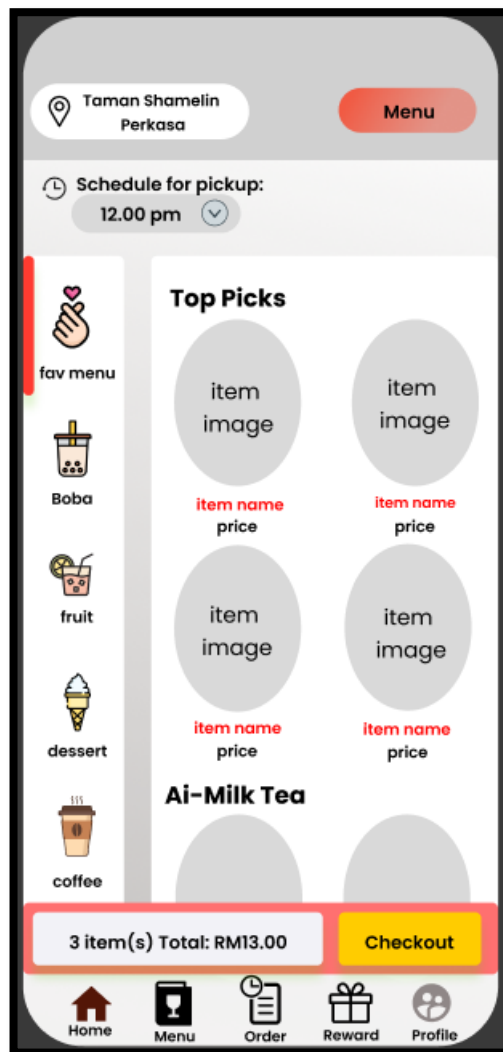 Taman Shamelin
Perkasa
Menu
Schedule for pickup:
12.00 pm
fav menu
Boba
fruit
dessert
coffee
Top Picks
item
image
item
image
item name
price
item name
price
item
image
item
image
item name
price
item name
price
Ai-Milk Tea
3 item(s) Total: RM13.00
Checkout
Home
Menu
Order
Reward
Profile